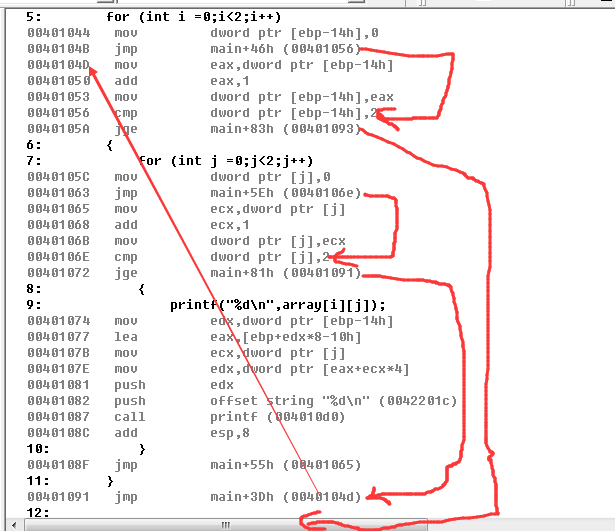 5:        for (int i =0;i<2;i++)
00401044   mov         dword ptr [ebp-14h],0
0040104B   jmp         main+46h (00401056)
0040104D   mov         eax,dword ptr [ebp-14h]
00401050   add         eax,1
00401053   mov         dword ptr [ebp-14h],eax
00401056   cmp         dword ptr [ebp-14h],2
0040105A   jge         main+83h (00401093)
6:        {
7:            for (int j =0;j<2;j++)
0040105C   mov         dword ptr [j],0
00401063   jmp         main+5Eh (0040106e)
00401065   mov         ecx,dword ptr [j]
00401068   add         ecx,1
0040106B   mov         dword ptr [j],ecx
0040106E   cmp         dword ptr [j],2
00401072   jge         main+81h (00401091)
8:            {
9:                printf("%d\n",array[i][j]);
00401074   mov         edx,dword ptr [ebp-14h]
00401077   lea         eax,[ebp+edx*8-10h]
0040107B   mov         ecx,dword ptr [j]
0040107E   mov         edx,dword ptr [eax+ecx*4]
00401081   push        edx
00401082   push        offset string "%d\n" (0042201c)
00401087   call        printf (004010d0)
0040108C   add         esp,8
10:           }
0040108F   jmp         main+55h (00401065)
11:       }
00401091   jmp         main+3Dh (0040104d)
12: